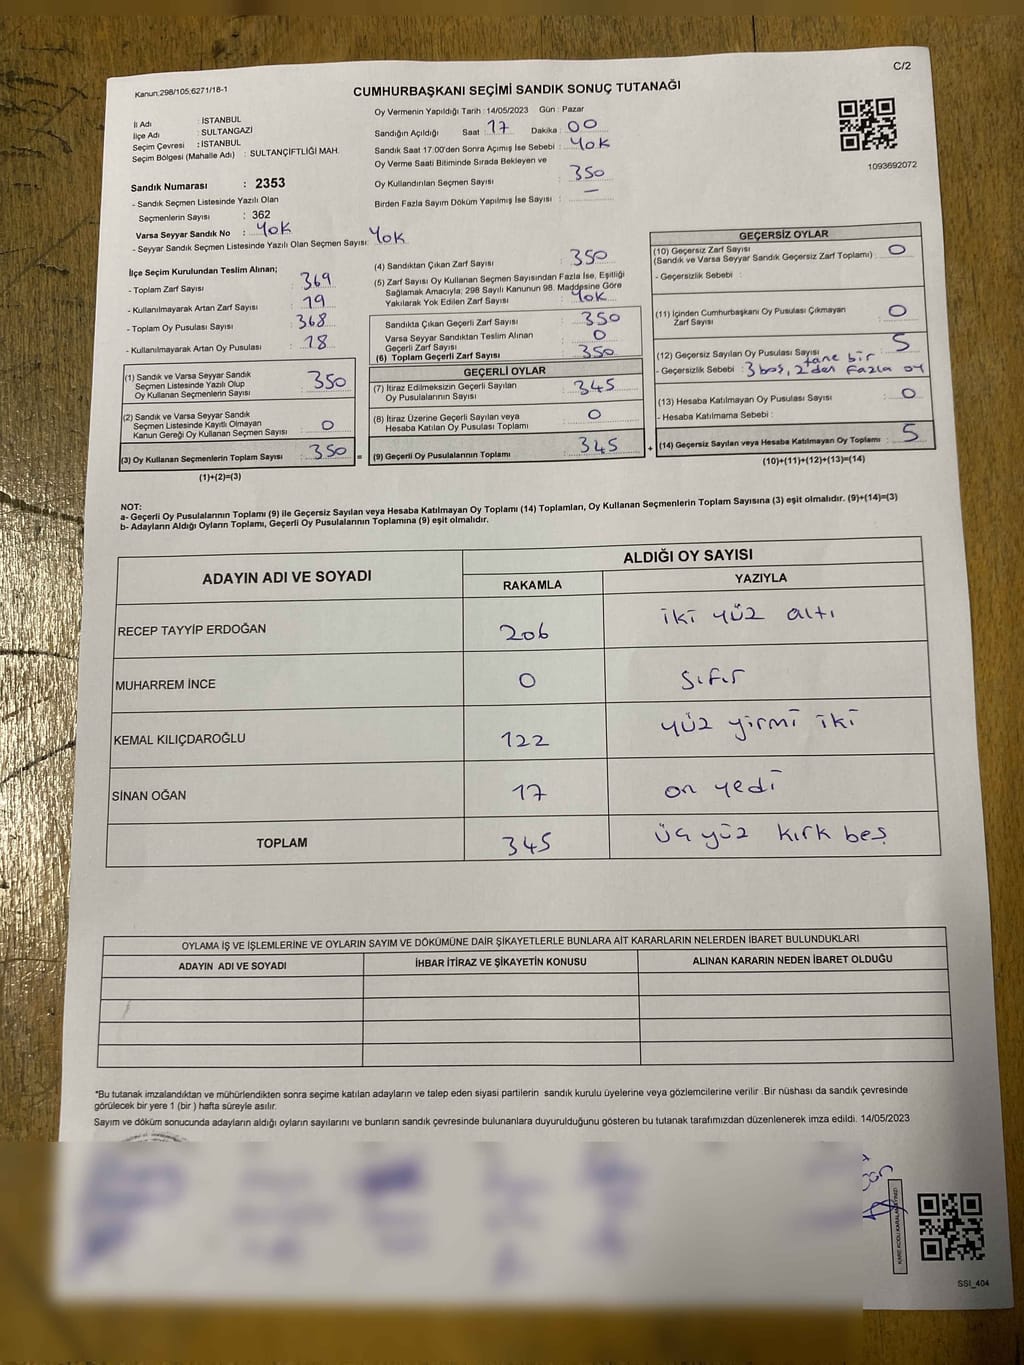 C/2
Kanun:298/105,6271/18-1
CUMHURBAŞKANI SEÇİMİ SANDIK SONUÇ TUTANAĞI
İl Adı : İSTANBUL
İlçe Adı : SULTANGAZİ
Seçim Çevresi : İSTANBUL
Seçim Bölgesi (Mahalle Adı) : SULTANÇİFTLİĞİ MAH.
Sandık Numarası : 2353
- Sandık Seçmen Listesinde Yazılı Olan
Seçmenlerin Sayısı : 362
Varsa Seyyar Sandık No : YOK
- Seyyar Sandık Seçmen Listesinde Yazılı Olan Seçmen Sayısı: YOK
Oy Vermenin Yapıldığı Tarih :14/05/2023 Gün : Pazar
Sandığın Açıldığı Saat : 17 Dakika : 00
Sandık Saat 17:00'den Sonra Açımış İse Sebebi : YOK
Oy Verme Saati Bitiminde Sırada Bekleyen ve
Oy Kullandırılan Seçmen Sayısı : 350
Birden Fazla Sayım Döküm Yapılmış İse Sayısı : —
1093692072
İlçe Seçim Kurulundan Teslim Alınan;
- Toplam Zarf Sayısı : 369
- Kullanılmayarak Artan Zarf Sayısı : 19
- Toplam Oy Pusulası Sayısı : 368
- Kullanılmayarak Artan Oy Pusulası : 18
(1) Sandık ve Varsa Seyyar Sandık
Seçmen Listesinde Yazılı Olup
Oy Kullanan Seçmenlerin Sayısı : 350
(2) Sandık ve Varsa Seyyar Sandık
Seçmen Listesinde Kayıtlı Olmayan
Kanun Gereği Oy Kullanan Seçmen Sayısı : 0
(3) Oy Kullanan Seçmenlerin Toplam Sayısı : 350 =
(1)+(2)=(3)
(4) Sandıktan Çıkan Zarf Sayısı : 350
(5) Zarf Sayısı Oy Kullanan Seçmen Sayısından Fazla İse, Eşitliği
Sağlamak Amacıyla; 298 Sayılı Kanunun 98. Maddesine Göre
Yakılarak Yok Edilen Zarf Sayısı : YOK
Sandıkta Çıkan Geçerli Zarf Sayısı : 350
Varsa Seyyar Sandıktan Teslim Alınan
Geçerli Zarf Sayısı : 0
(6) Toplam Geçerli Zarf Sayısı : 350
GEÇERLİ OYLAR
(7) İtiraz Edilmeksizin Geçerli Sayılan
Oy Pusulalarının Sayısı : 345
(8) İtiraz Üzerine Geçerli Sayılan veya
Hesaba Katılan Oy Pusulası Toplamı : 0
(9) Geçerli Oy Pusulalarının Toplamı : 345 +
GEÇERSİZ OYLAR
(10) Geçersiz Zarf Sayısı : 0
(Sandık ve Varsa Seyyar Sandık Geçersiz Zarf Toplamı)
- Geçersizlik Sebebi :
(11) İçinden Cumhurbaşkanı Oy Pusulası Çıkmayan
Zarf Sayısı : 0
(12) Geçersiz Sayılan Oy Pusulası Sayısı : 5
- Geçersizlik Sebebi : 3 boş, 2 tane bir'den fazla oy
(13) Hesaba Katılmayan Oy Pusulası Sayısı : 0
- Hesaba Katılmama Sebebi :
(14) Geçersiz Sayılan veya Hesaba Katılmayan Oy Toplamı : 5
(10)+(11)+(12)+(13)=(14)
NOT:
a- Geçerli Oy Pusulalarının Toplamı (9) ile Geçersiz Sayılan veya Hesaba Katılmayan Oy Toplamı (14) Toplamları, Oy Kullanan Seçmenlerin Toplam Sayısına (3) eşit olmalıdır. (9)+(14)=(3)
b- Adayların Aldığı Oyların Toplamı, Geçerli Oy Pusulalarının Toplamına (9) eşit olmalıdır.
ADAYIN ADI VE SOYADI ALDIĞI OY SAYISI
RAKAMLA YAZIYLA
RECEP TAYYİP ERDOĞAN 206 iki yüz altı
MUHARREM İNCE 0 Sıfır
KEMAL KILIÇDAROĞLU 122 yüz yirmi iki
SİNAN OĞAN 17 on yedi
TOPLAM 345 üç yüz kırk beş
OYLAMA İŞ VE İŞLEMLERİNE VE OYLARIN SAYIM VE DÖKÜMÜNE DAİR ŞİKAYETLERLE BUNLARA AİT KARARLARIN NELERDEN İBARET BULUNDUKLARI
ADAYIN ADI VE SOYADI İHBAR İTİRAZ VE ŞİKAYETİN KONUSU ALINAN KARARIN NEDEN İBARET OLDUĞU
*Bu tutanak imzalandıktan ve mühürlendikten sonra seçime katılan adayların ve talep eden siyasi partilerin sandık kurulu üyelerine veya gözlemcilerine verilir .Bir nüshası da sandık çevresinde
görülecek bir yere 1 (bir ) hafta süreyle asılır.
Sayım ve döküm sonucunda adayların aldığı oyların sayılarını ve bunların sandık çevresinde bulunanlara duyurulduğunu gösteren bu tutanak tarafımızdan düzenlenerek imza edildi. 14/05/2023
SSI_404